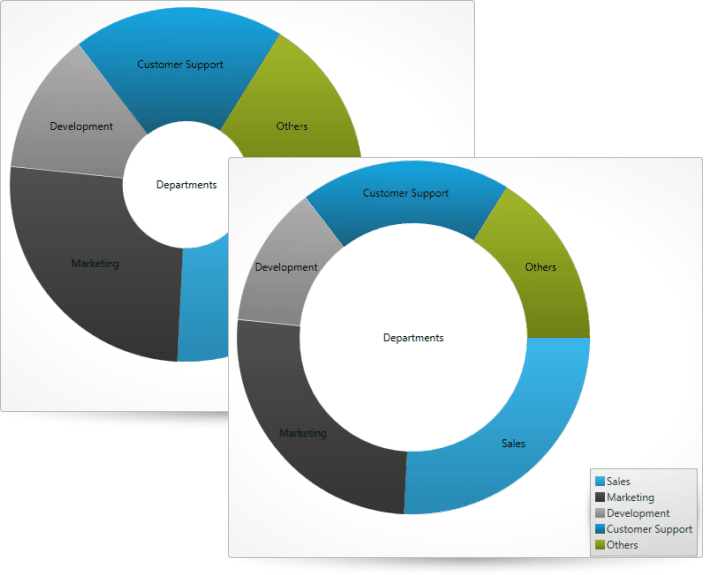 Customer Support
Development
Others
Departments
Marketing
Customer Support
Development
Others
Departments
Marketing
Sales
Sales
Marketing
Development
Customer Support
Others